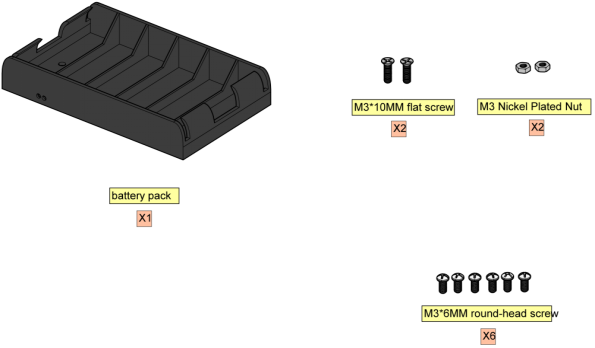 M3*10MM flat screw
X2
M3 Nickel Plated Nut
X2
battery pack
X1
M3*6MM round-head screw
X6